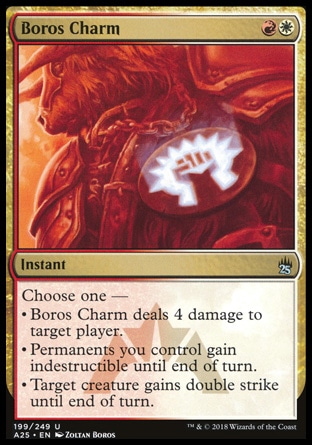 Boros Charm
Instant
25
Choose one —
• Boros Charm deals 4 damage to
target player.
• Permanents you control gain
indestructible until end of turn.
• Target creature gains double strike
until end of turn.
199/249 U
A25 • EN Zoltan Boros
™ & © 2018 Wizards of the Coast